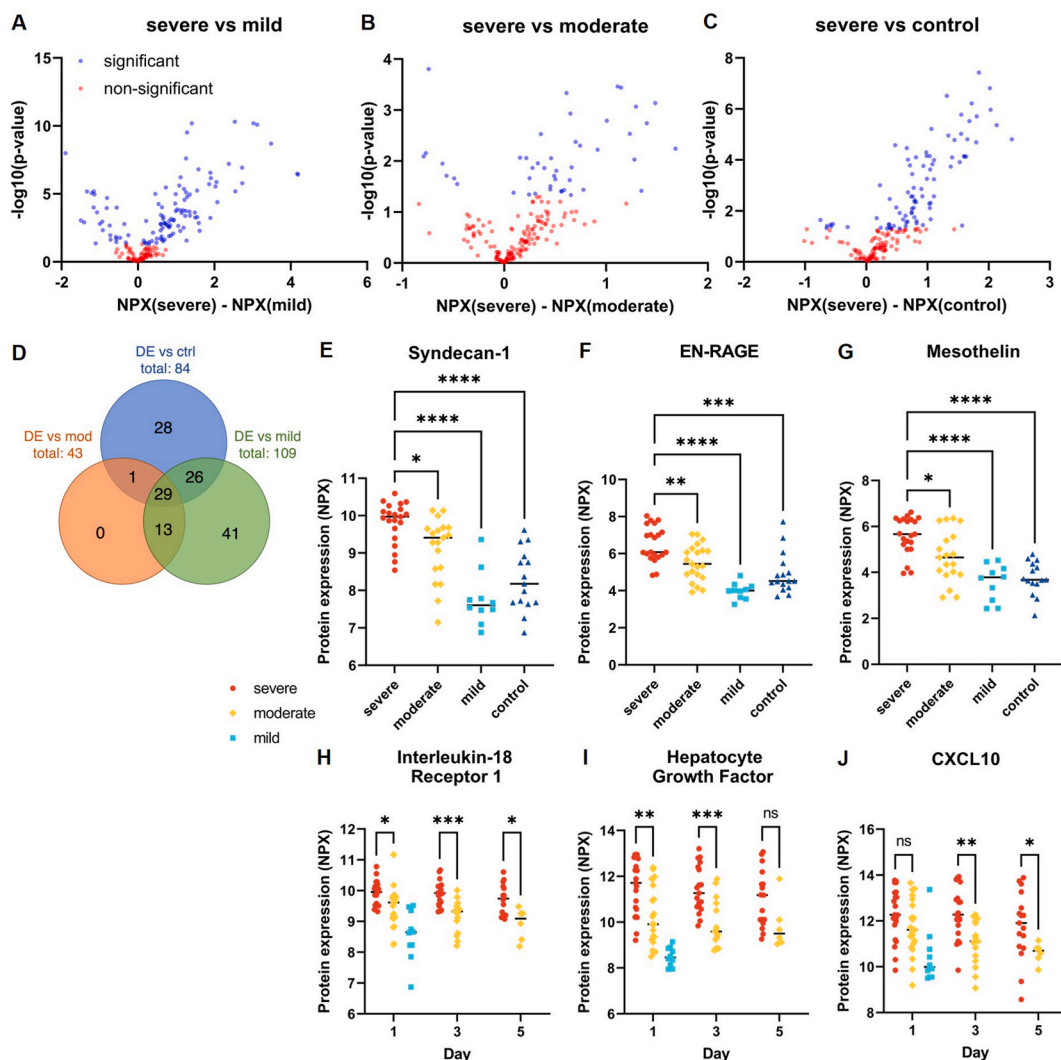 A
severe vs mild
significant
non-significant
-log10(p-value)
15
10
5
0
-2
0
2
4
6
NPX(severe) - NPX(mild)
B
severe vs moderate
-log10(p-value)
4
3
2
1
0
-1
0
1
2
NPX(severe) - NPX(moderate)
C
severe vs control
-log10(p-value)
8
6
4
2
0
-1
0
1
2
3
NPX(severe) - NPX(control)
D
DE vs ctrl
total: 84
DE vs mod
total: 43
DE vs mild
total: 109
28
1
26
29
0
13
41
severe
moderate
mild
E
Syndecan-1
****
****
*
Protein expression (NPX)
11
10
9
8
7
6
severe
moderate
mild
control
F
EN-RAGE
***
****
**
Protein expression (NPX)
10
8
6
4
2
0
severe
moderate
mild
control
G
Mesothelin
****
****
*
Protein expression (NPX)
8
6
4
2
0
severe
moderate
mild
control
H
Interleukin-18
Receptor 1
*
***
*
Protein expression (NPX)
12
11
10
9
8
7
6
1
3
5
Day
I
Hepatocyte
Growth Factor
**
***
ns
Protein expression (NPX)
14
12
10
8
6
1
3
5
Day
J
CXCL10
ns
**
*
Protein expression (NPX)
16
14
12
10
8
1
3
5
Day